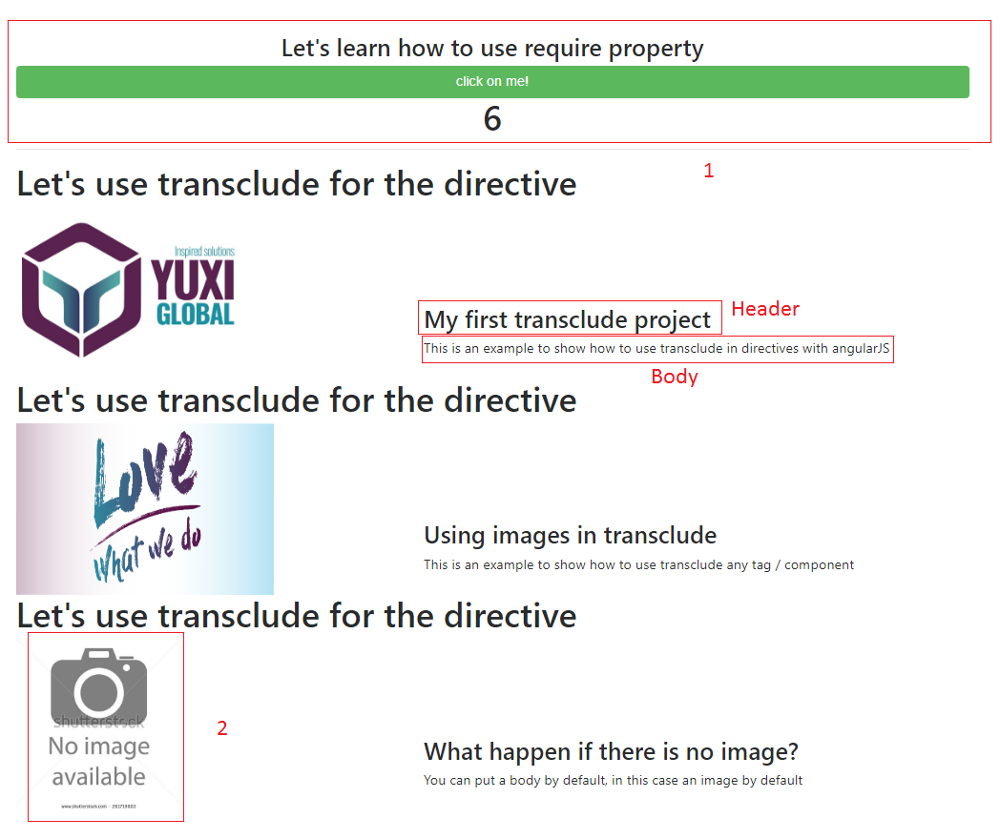 Let's learn how to use require property
click on me!
6
1
Let's use transclude for the directive
Inspired solutions
YUXI
GLOBAL
My first transclude project
Header
This is an example to show how to use transclude in directives with angularJS
Body
Let's use transclude for the directive
Love
what we do
Using images in transclude
This is an example to show how to use transclude any tag / component
Let's use transclude for the directive
shutterstock
No image
available
2
What happen if there is no image?
You can put a body by default, in this case an image by default